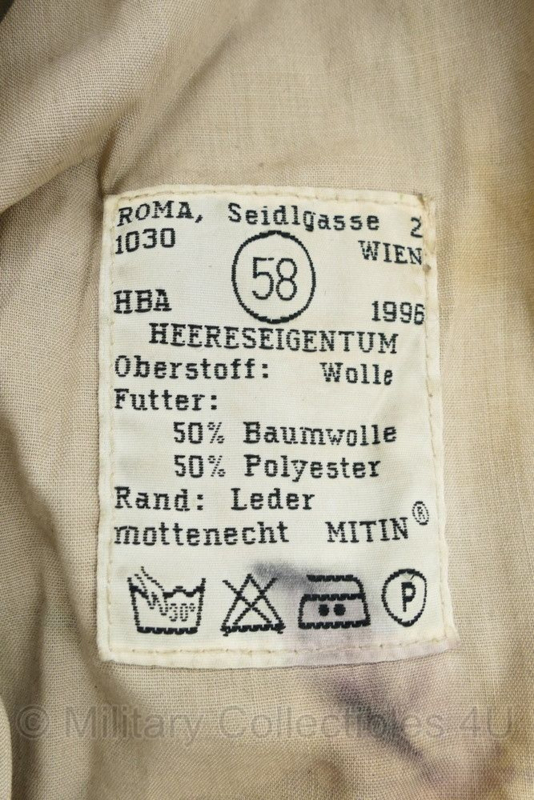 ROMA, Seidlgasse 2
1030 WIEN
58
HBA 1996
HEERESEIGENTUM
Oberstoff: Wolle
Futter:
50% Baumwolle
50% Polyester
Rand: Leder
mottenecht MITIN®
30° P
© Military Collectibles 4U